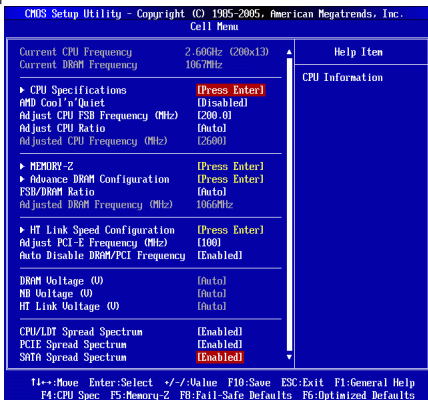 CMOS Setup Utility - Copyright (C) 1985-2005, American Megatrends, Inc.
Cell Menu
Current CPU Frequency 2.60GHz (200x13)
Current DRAM Frequency 1067MHz
Help Item
CPU Information
► CPU Specifications [Press Enter]
AMD Cool'n'Quiet [Disabled]
Adjust CPU FSB Frequency (MHz) [200.0]
Adjust CPU Ratio [Auto]
Adjusted CPU Frequency (MHz) [2600]
► MEMORY-Z [Press Enter]
► Advance DRAM Configuration [Press Enter]
FSB/DRAM Ratio [Auto]
Adjusted DRAM Frequency (MHz) 1066MHz
► HT Link Speed Configuration [Press Enter]
Adjust PCI-E Frequency (MHz) [100]
Auto Disable DRAM/PCI Frequency [Enabled]
DRAM Voltage (V) [Auto]
NB Voltage (V) [Auto]
HT Link Voltage (V) [Auto]
CPU/LDT Spread Spectrum [Enabled]
PCIE Spread Spectrum [Enabled]
SATA Spread Spectrum [Enabled]
↑↓←→:Move Enter:Select +/-/:Value F10:Save ESC:Exit F1:General Help
F4:CPU Spec F5:Memory-Z F8:Fail-Safe Defaults F6:Optimized Defaults